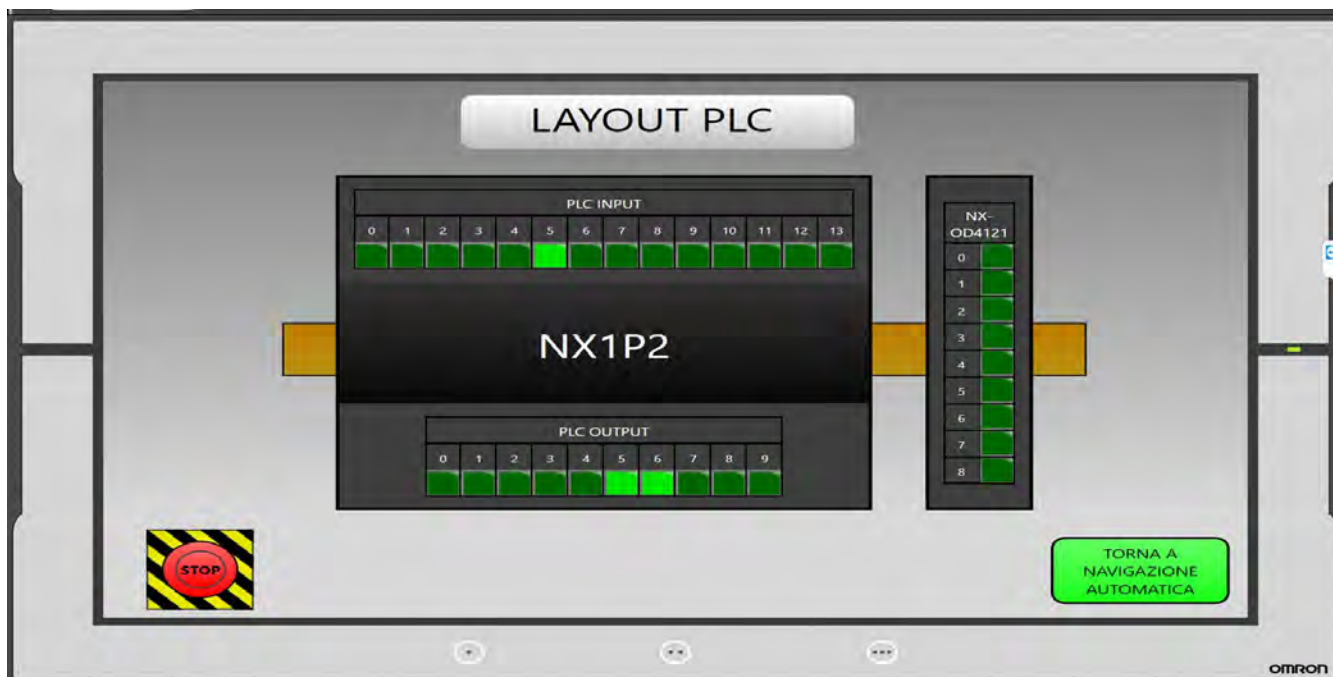 LAYOUT PLC
PLC INPUT
0 1 2 3 4 5 6 7 8 9 10 11 12 13
NX-
OD4121
0
1
2
3
4
5
6
7
8
NX1P2
PLC OUTPUT
0 1 2 3 4 5 6 7 8 9
STOP
TORNA A
NAVIGAZIONE
AUTOMATICA
OMRON